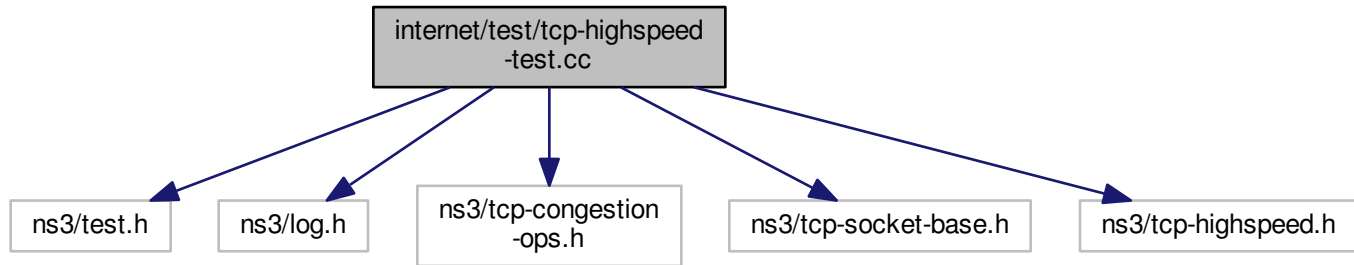 internet/test/tcp-highspeed
-test.cc
ns3/test.h
ns3/log.h
ns3/tcp-congestion
-ops.h
ns3/tcp-socket-base.h
ns3/tcp-highspeed.h